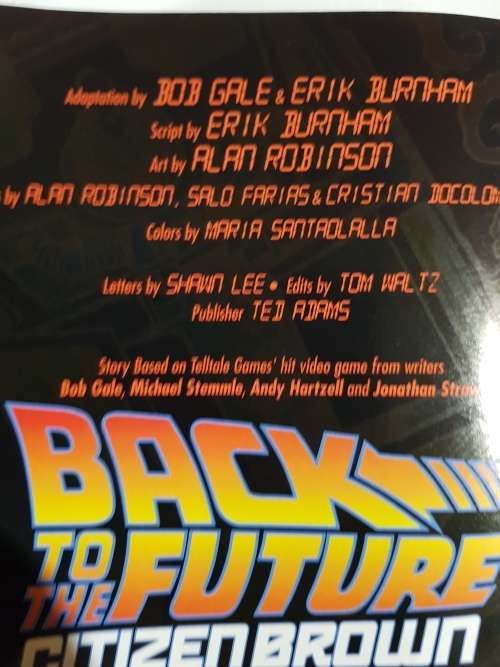 Adaptation by BOB GALE & ERIK BURNHAM
Script by ERIK BURNHAM
Art by ALAN ROBINSON
by ALAN ROBINSON, SALO FARIAS & CRISTIAN
Colors by MARIA SANTAOLALLA
Letters by SHAWN LEE • Edits by TOM WALTZ
Publisher TED ADAMS
Story Based on Telltale Games' hit video game from writers
Bob Gale, Michael Stemmle, Andy Hartzell and Jonathan
BACK
TO THE FUTURE
CITIZEN BROWN